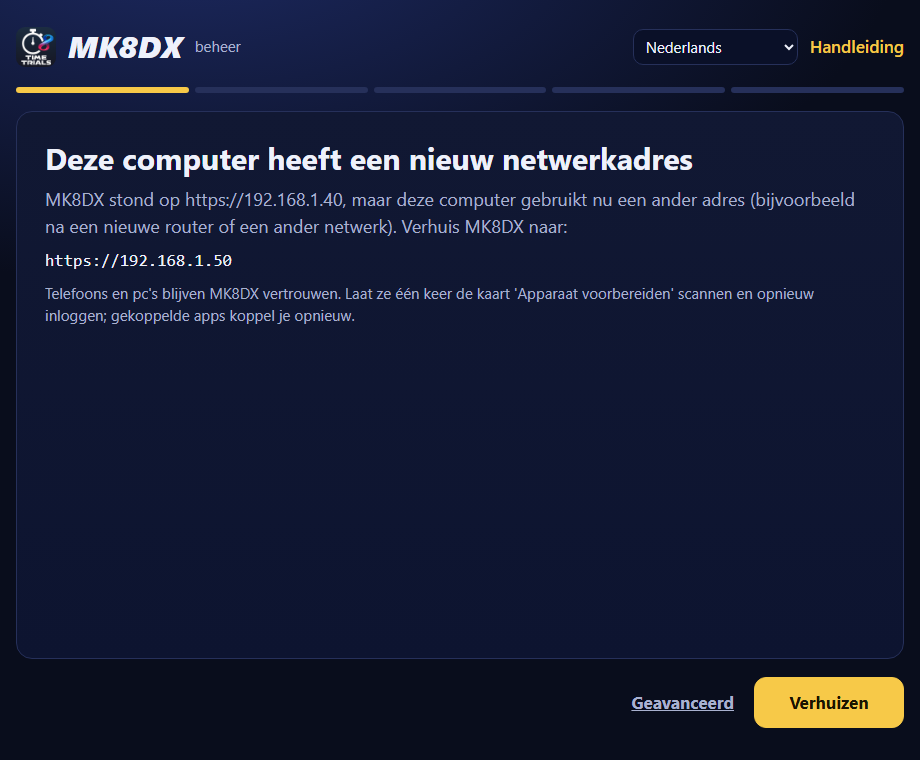 TIME
TRIALS
MK8DX beheer
Nederlands
Handleiding
Deze computer heeft een nieuw netwerkadres
MK8DX stond op https://192.168.1.40, maar deze computer gebruikt nu een ander adres (bijvoorbeeld
na een nieuwe router of een ander netwerk). Verhuis MK8DX naar:
https://192.168.1.50
Telefoons en pc's blijven MK8DX vertrouwen. Laat ze één keer de kaart 'Apparaat voorbereiden' scannen en opnieuw
inloggen; gekoppelde apps koppel je opnieuw.
Geavanceerd
Verhuizen